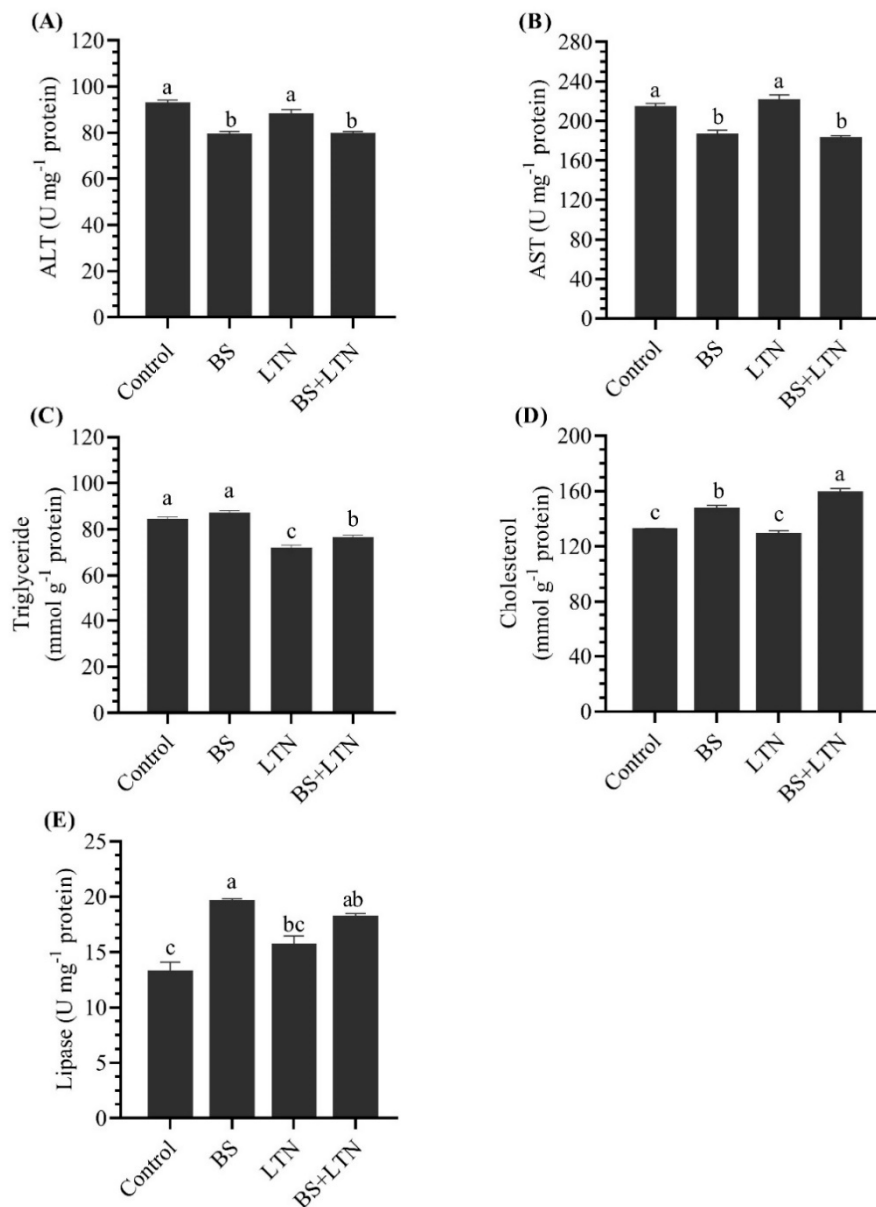 (A)
120
100
80
60
40
20
0
ALT (U mg⁻¹ protein)
a
b
a
b
Control
BS
LTN
BS+LTN
(B)
280
240
200
160
120
80
40
0
AST (U mg⁻¹ protein)
a
b
a
b
Control
BS
LTN
BS+LTN
(C)
120
100
80
60
40
20
0
Triglyceride
(mmol g⁻¹ protein)
a
a
c
b
Control
BS
LTN
BS+LTN
(D)
200
160
120
80
40
0
Cholesterol
(mmol g⁻¹ protein)
c
b
c
a
Control
BS
LTN
BS+LTN
(E)
25
20
15
10
5
0
Lipase (U mg⁻¹ protein)
c
a
bc
ab
Control
BS
LTN
BS+LTN